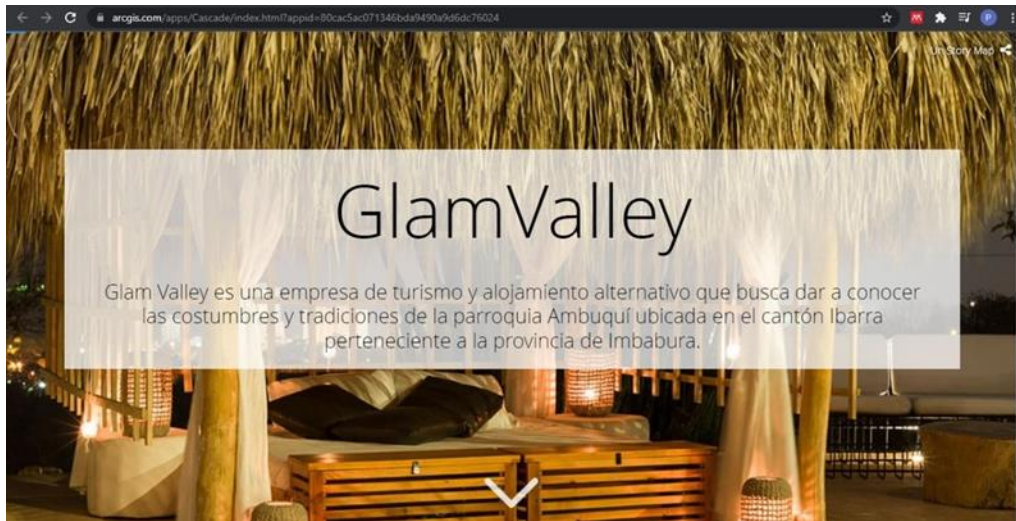 arcgis.com/apps/Cascade/index.html?appid=80cac5ac071346bda9490a9d6dc76024
P
Un Story Map
GlamValley
Glam Valley es una empresa de turismo y alojamiento alternativo que busca dar a conocer
las costumbres y tradiciones de la parroquia Ambuquí ubicada en el cantón Ibarra
perteneciente a la provincia de Imbabura.